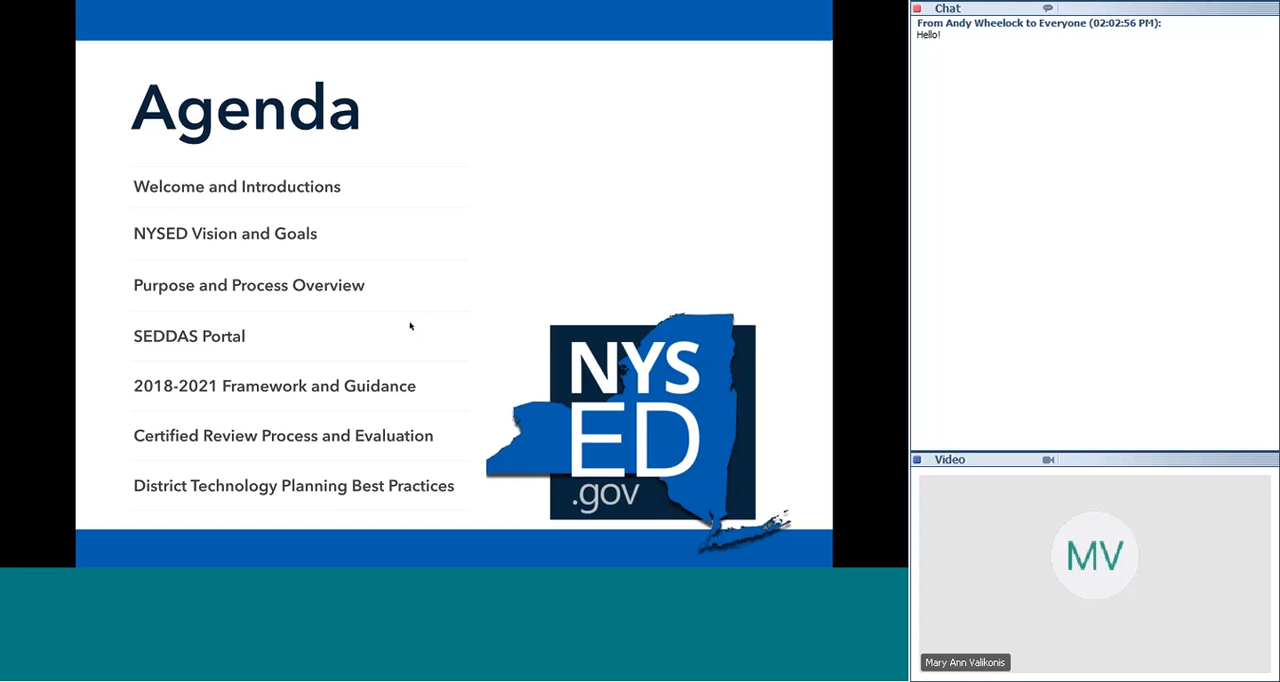 Agenda
Welcome and Introductions
NYSED Vision and Goals
Purpose and Process Overview
SEDDAS Portal
2018-2021 Framework and Guidance
Certified Review Process and Evaluation
District Technology Planning Best Practices
NYS
ED
.gov
Chat
From Andy Wheelock to Everyone (02:02:56 PM):
Hello!
Video
MV
Mary Ann Valikonis